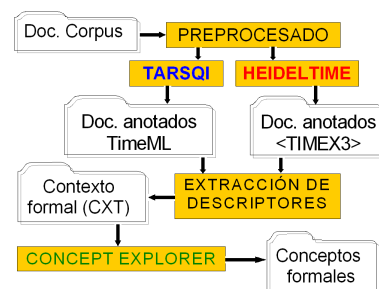 Doc. Corpus
PREPROCESADO
TARSQI
HEIDELTIME
Doc. anotados
TimeML
Doc. anotados
<TIMEX3>
Contexto
formal (CXT)
EXTRACCIÓN DE
DESCRIPTORES
CONCEPT EXPLORER
Conceptos
formales